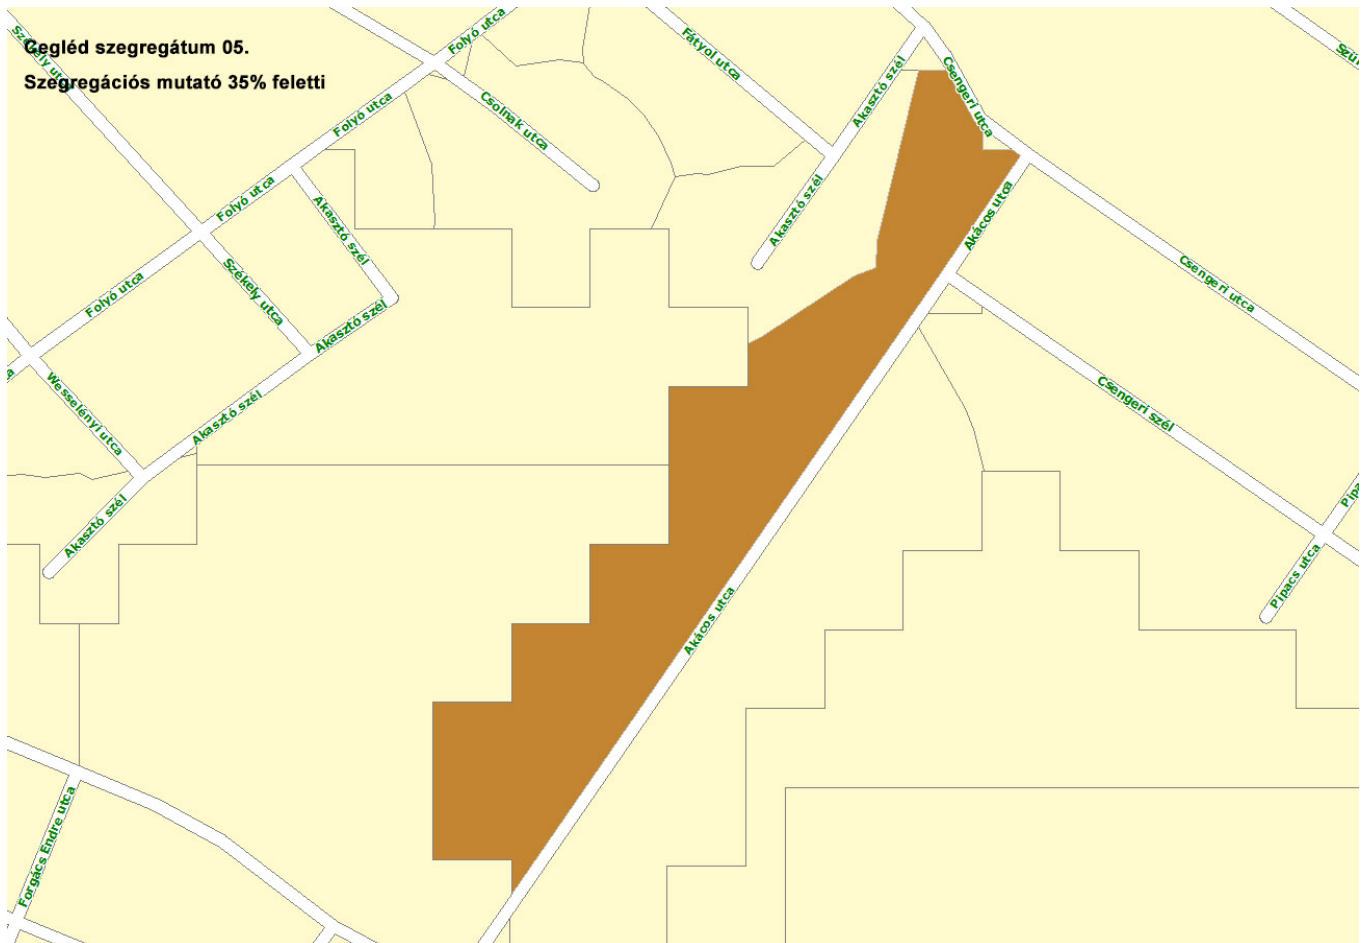 Cegléd szegregátum 05.
Szegregációs mutató 35% feletti
Székely utca
Folyó utca
Fátyol utca
Akasztó szél
Csengeri utca
Folyó utca
Csolnak utca
Folyó utca
Akasztó szél
Akasztó szél
Akácos utca
Csengeri utca
Folyó utca
Székely utca
Akasztó szél
Wesselényi utca
Akasztó szél
Csengeri szél
Akasztó szél
Pipacs utca
Akácos utca
Forgács Endre utca